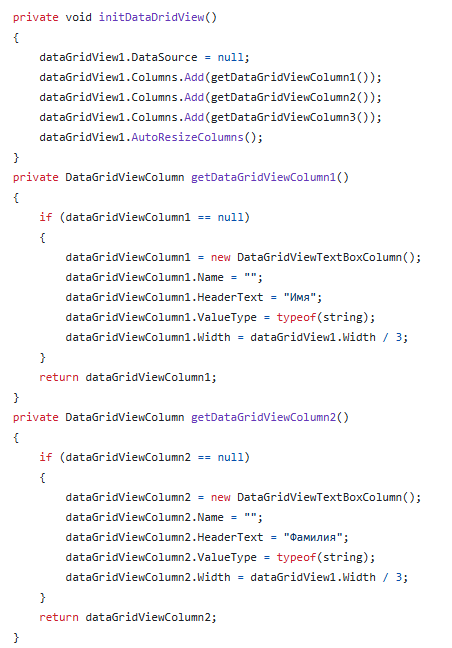 private void initDataDridView()
{
    dataGridView1.DataSource = null;
    dataGridView1.Columns.Add(getDataGridViewColumn1());
    dataGridView1.Columns.Add(getDataGridViewColumn2());
    dataGridView1.Columns.Add(getDataGridViewColumn3());
    dataGridView1.AutoResizeColumns();
}
private DataGridViewColumn getDataGridViewColumn1()
{
    if (dataGridViewColumn1 == null)
    {
        dataGridViewColumn1 = new DataGridViewTextBoxColumn();
        dataGridViewColumn1.Name = "";
        dataGridViewColumn1.HeaderText = "Имя";
        dataGridViewColumn1.ValueType = typeof(string);
        dataGridViewColumn1.Width = dataGridView1.Width / 3;
    }
    return dataGridViewColumn1;
}
private DataGridViewColumn getDataGridViewColumn2()
{
    if (dataGridViewColumn2 == null)
    {
        dataGridViewColumn2 = new DataGridViewTextBoxColumn();
        dataGridViewColumn2.Name = "";
        dataGridViewColumn2.HeaderText = "Фамилия";
        dataGridViewColumn2.ValueType = typeof(string);
        dataGridViewColumn2.Width = dataGridView1.Width / 3;
    }
    return dataGridViewColumn2;
}